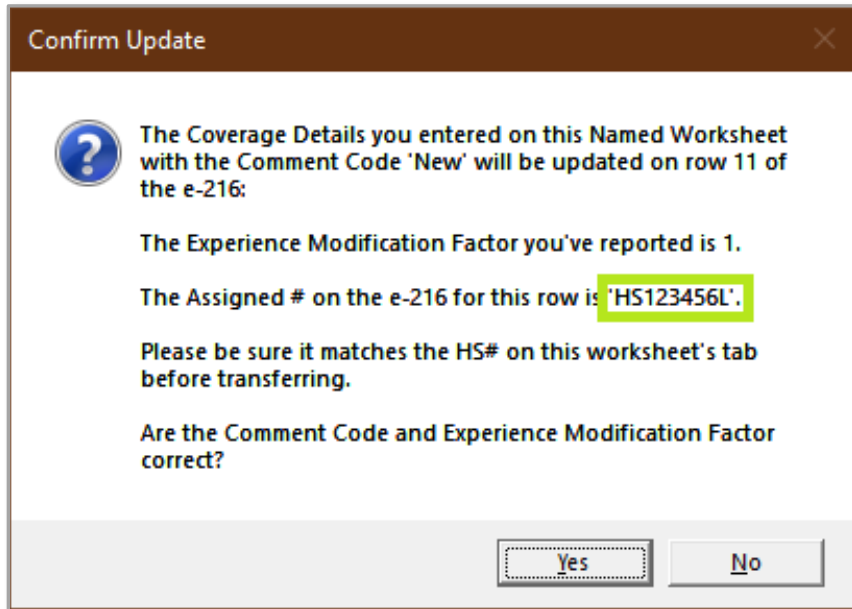 Confirm Update
The Coverage Details you entered on this Named Worksheet
with the Comment Code 'New' will be updated on row 11 of
the e-216:
The Experience Modification Factor you've reported is 1.
The Assigned # on the e-216 for this row is 'HS123456L'.
Please be sure it matches the HS# on this worksheet's tab
before transferring.
Are the Comment Code and Experience Modification Factor
correct?
Yes
No